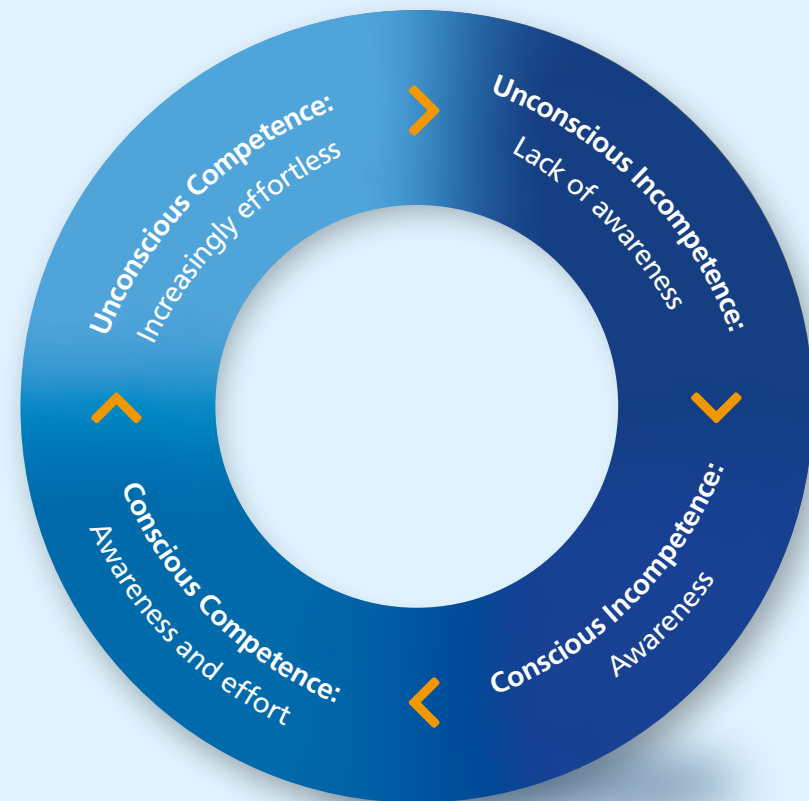 Unconscious Incompetence:
Lack of awareness
Conscious Incompetence:
Awareness
Conscious Competence:
Awareness and effort
Unconscious Competence:
Increasingly effortless